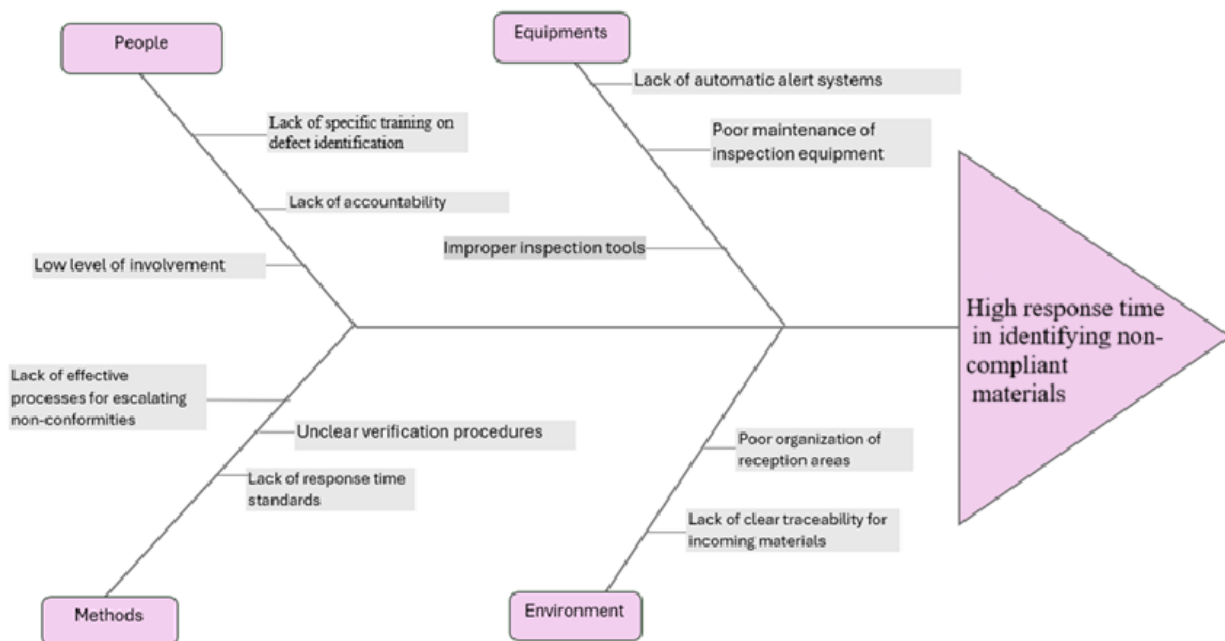 People
Equipments
Lack of automatic alert systems
Lack of specific training on
defect identification
Poor maintenance of
inspection equipment
Lack of accountability
Improper inspection tools
Low level of involvement
High response time
in identifying non-
compliant
materials
Lack of effective
processes for escalating
non-conformities
Unclear verification procedures
Lack of response time
standards
Poor organization of
reception areas
Lack of clear traceability for
incoming materials
Methods
Environment